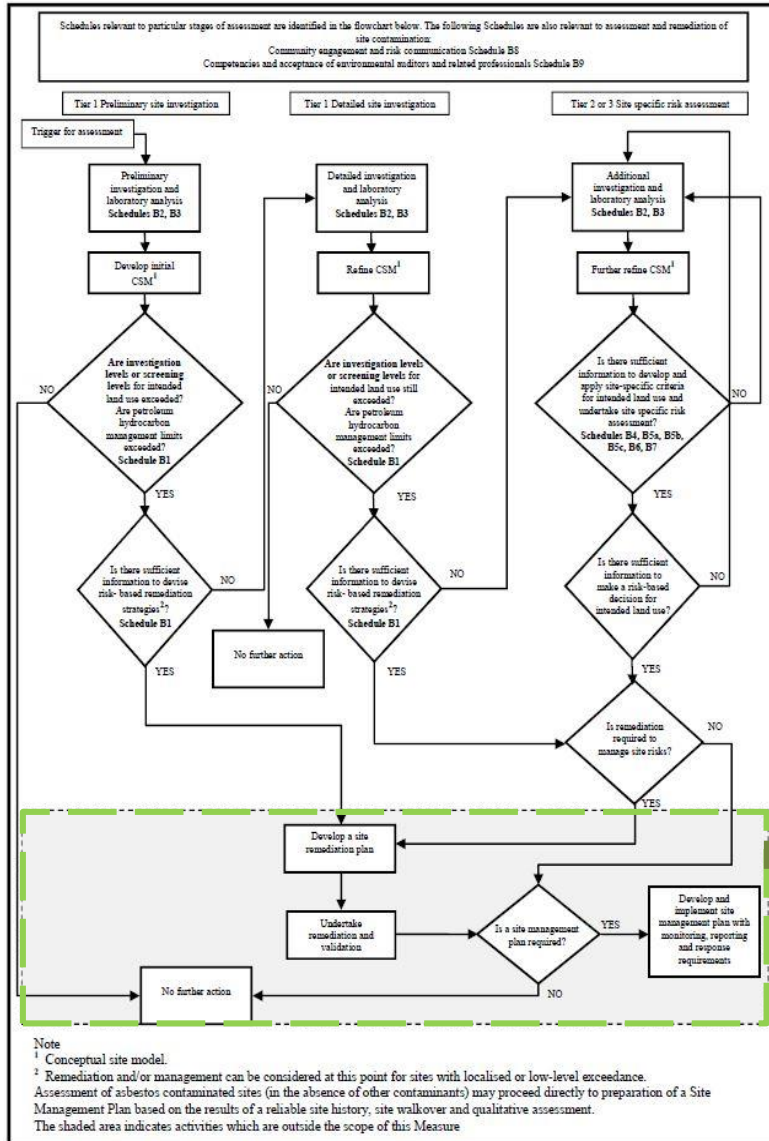 Schedules relevant to particular stages of assessment are identified in the flowchart below. The following Schedules are also relevant to assessment and remediation of
site contamination:
Community engagement and risk communication Schedule B8
Competencies and acceptance of environmental auditors and related professionals Schedule B9
Tier 1 Preliminary site investigation
Tier 1 Detailed site investigation
Tier 2 or 3 Site specific risk assessment
Trigger for assessment
Preliminary
investigation and
laboratory analysis
Schedules B2, B3
Detailed investigation
and laboratory
analysis
Schedules B2, B3
Additional
investigation and
laboratory analysis
Schedules B2, B3
Develop initial
CSM1
Refine CSM1
Further refine CSM1
NO
Are investigation
levels or screening
levels for intended
land use exceeded?
Are petroleum
hydrocarbon
management limits
exceeded?
Schedule B1
YES
NO
Are investigation levels
or screening levels for
intended land use still
exceeded?
Are petroleum
hydrocarbon
management limits
exceeded?
Schedule B1
YES
Is there sufficient
information to develop and
apply site-specific criteria
for intended land use and
undertake site specific risk
assessment?
Schedules B4, B5a, B5b,
B5c, B6, B7
NO
YES
Is there sufficient
information to devise
risk- based remediation
strategies2?
Schedule B1
NO
YES
Is there sufficient
information to devise
risk- based remediation
strategies2?
Schedule B1
NO
YES
Is there sufficient
information to
make a risk-based
decision for
intended land use?
NO
YES
No further action
Is remediation
required to
manage site risks?
NO
YES
Develop a site
remediation plan
Undertake
remediation and
validation
Is a site management
plan required?
YES
Develop and
implement site
management plan with
monitoring, reporting
and response
requirements
NO
No further action
Note
1 Conceptual site model.
2 Remediation and/or management can be considered at this point for sites with localised or low-level exceedance.
Assessment of asbestos contaminated sites (in the absence of other contaminants) may proceed directly to preparation of a Site
Management Plan based on the results of a reliable site history, site walkover and qualitative assessment.
The shaded area indicates activities which are outside the scope of this Measure